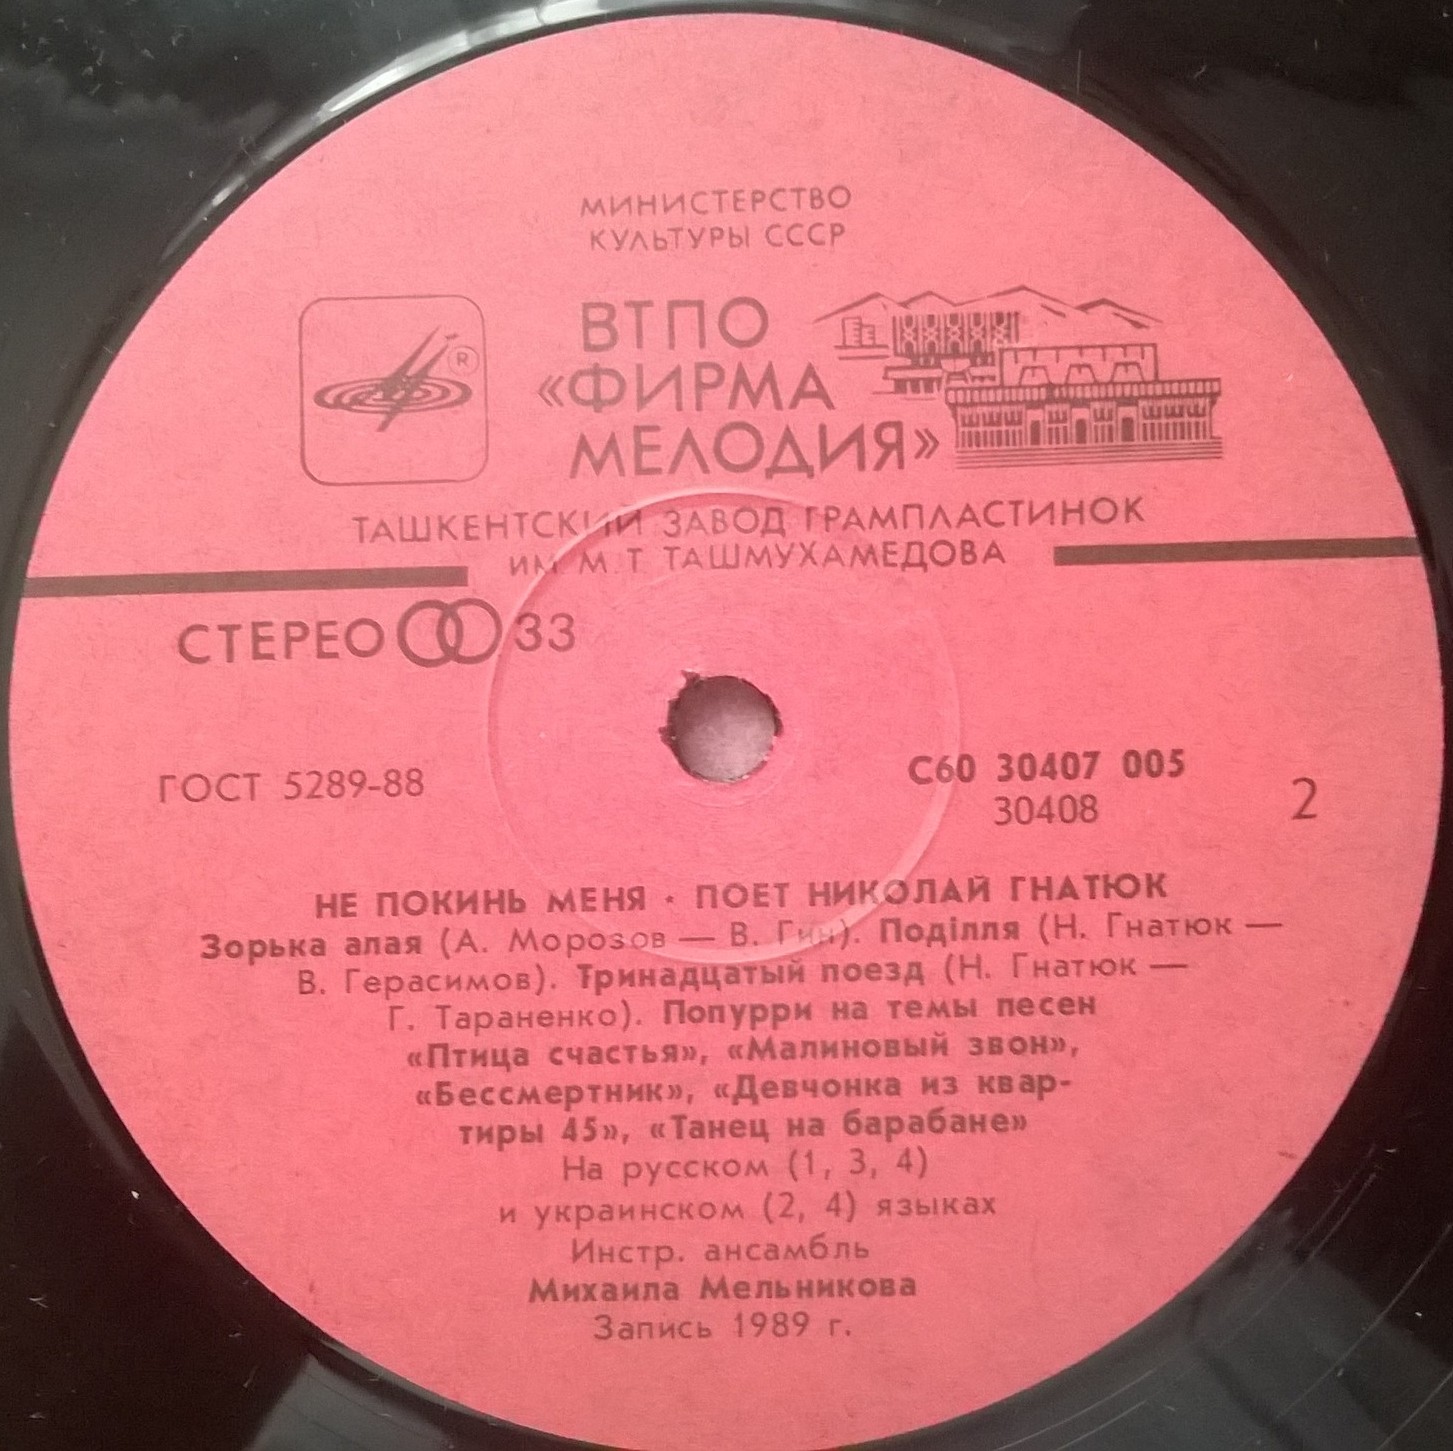 МИНИСТЕРСТВО
КУЛЬТУРЫ СССР
ВТПО
«ФИРМА
МЕЛОДИЯ»
®
ТАШКЕНТСКИЙ ЗАВОД ГРАМПЛАСТИНОК
ИМ. М. Т ТАШМУХАМЕДОВА
СТЕРЕО 33
ГОСТ 5289-88
С60 30407 005
30408
2
НЕ ПОКИНЬ МЕНЯ · ПОЕТ НИКОЛАЙ ГНАТЮК
Зорька алая (А. Морозов — В. Гин). Поділля (Н. Гнатюк —
В. Герасимов). Тринадцатый поезд (Н. Гнатюк —
Г. Тараненко). Попурри на темы песен
«Птица счастья», «Малиновый звон»,
«Бессмертник», «Девчонка из квар-
тиры 45», «Танец на барабане»
На русском (1, 3, 4)
и украинском (2, 4) языках
Инстр. ансамбль
Михаила Мельникова
Запись 1989 г.